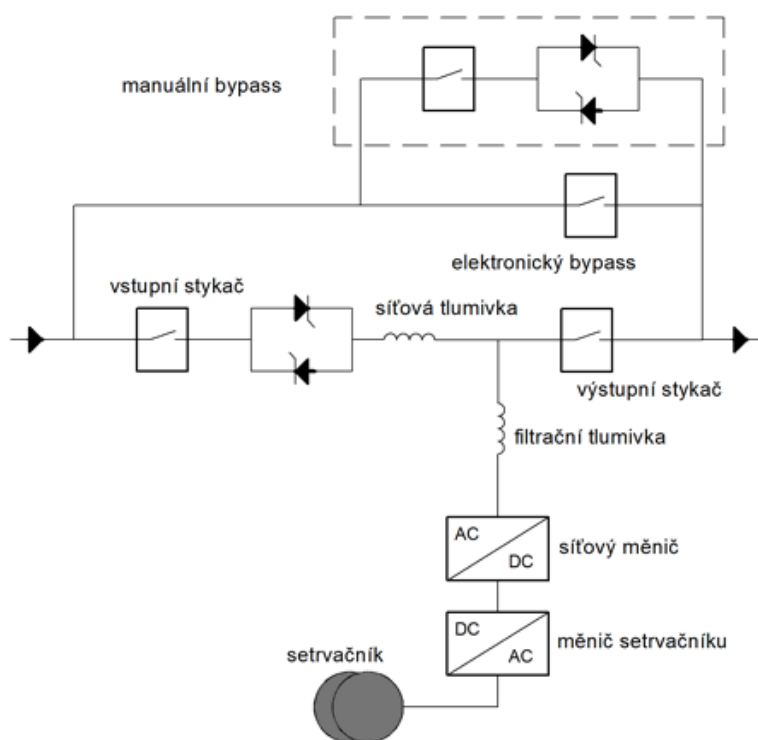 manuální bypass
elektronický bypass
vstupní stykač
síťová tlumivka
výstupní stykač
filtrační tlumivka
AC
DC
síťový měnič
DC
AC
měnič setrvačníku
setrvačník